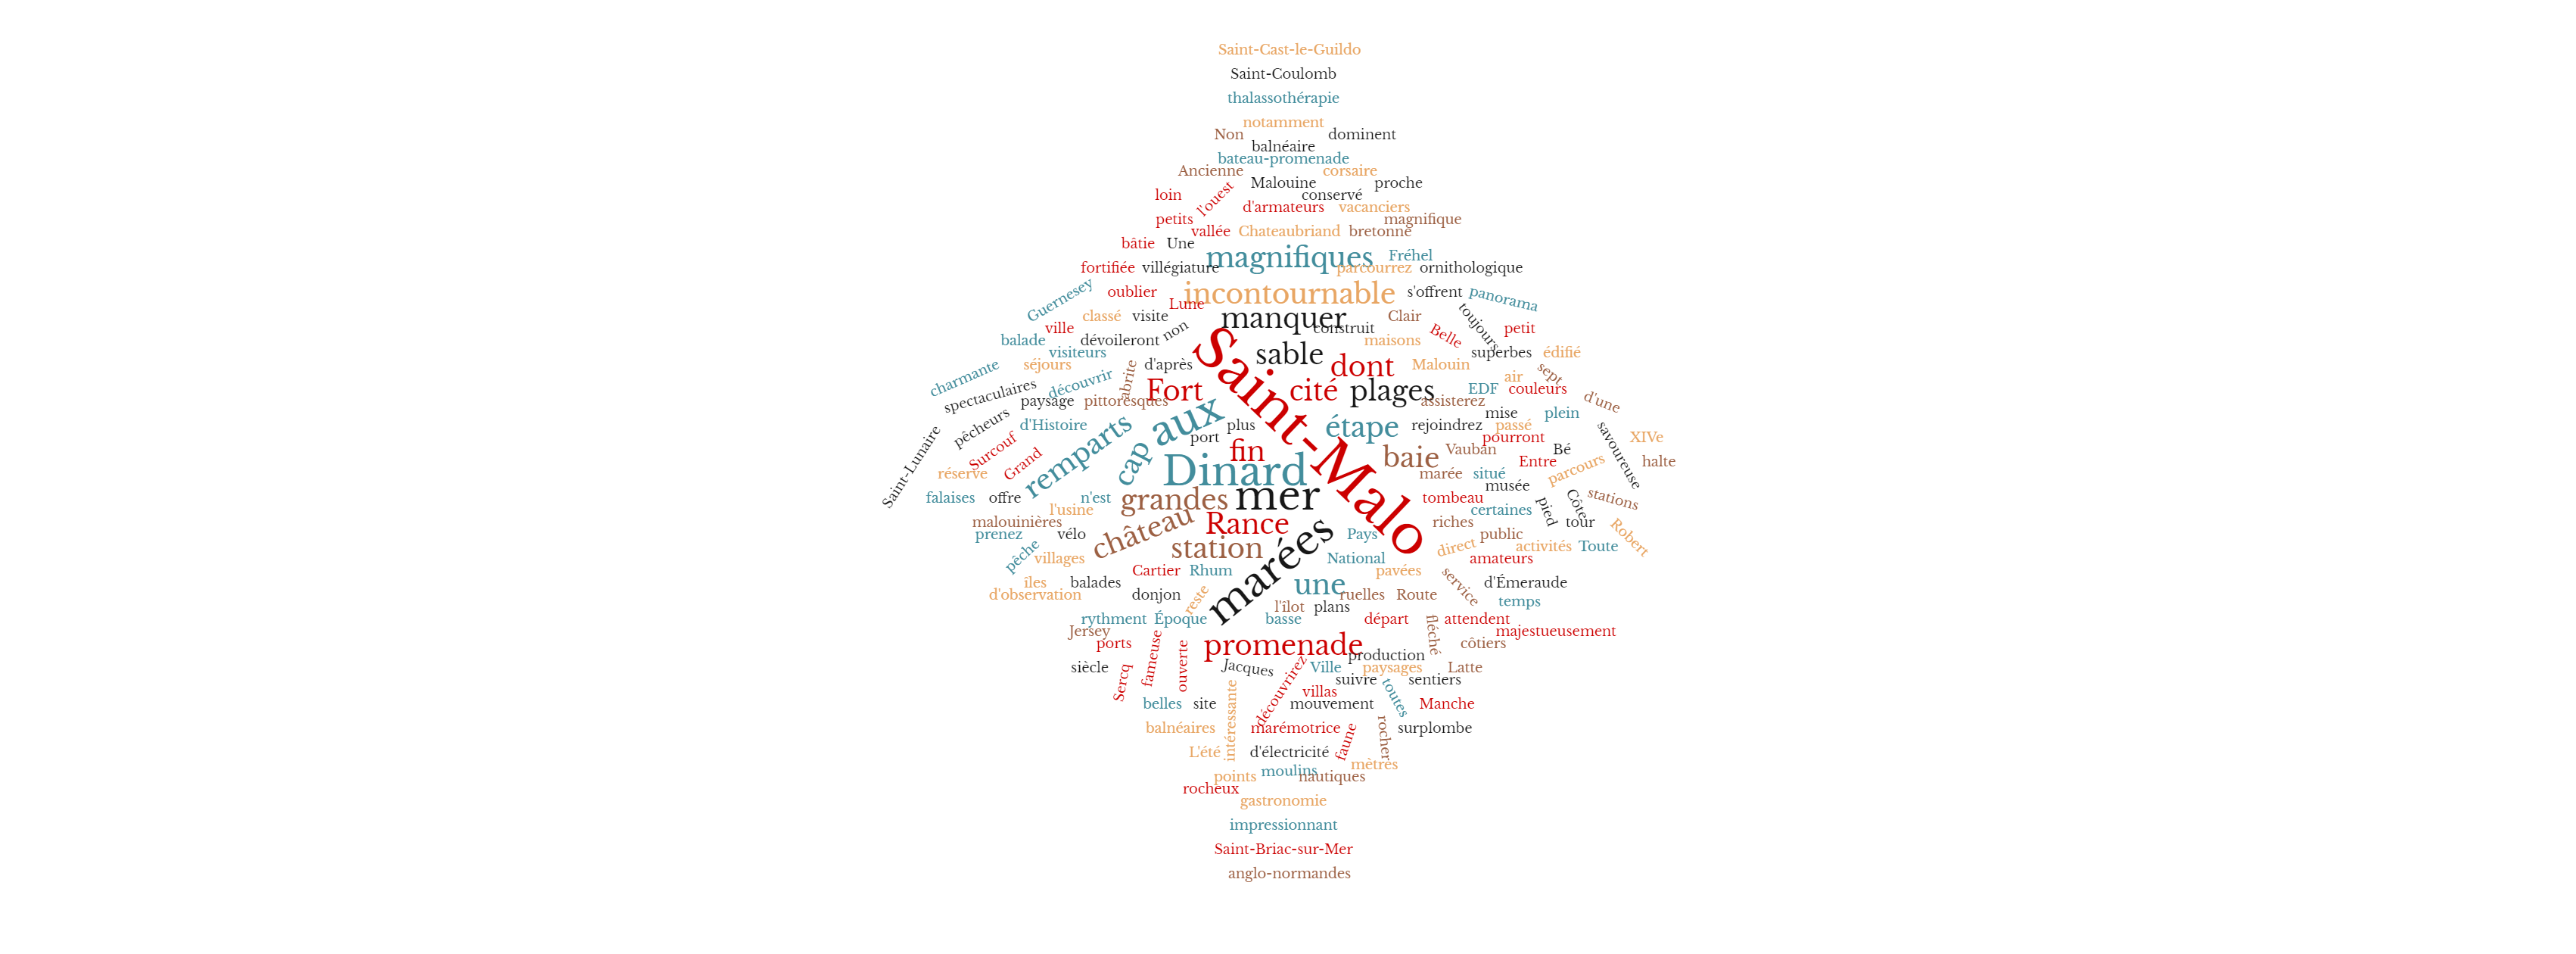 Saint-Cast-le-Guildo
Saint-Coulomb
thalassothérapie
notamment
Non
dominent
balnéaire
bateau-promenade
Ancienne
corsaire
Malouine
proche
loin
l'ouest
conservé
d'armateurs
vacanciers
petits
magnifique
vallée
Chateaubriand
bretonne
bâtie
Une
magnifiques
Fréhel
fortifiée
villégiature
parcourrez
ornithologique
Guernesey
oublier
incontournable
s'offrent
panorama
Lune
classé
visite
manquer
Clair
toujours
ville
non
construit
Belle
petit
balade
dévoileront
maisons
visiteurs
sable
superbes
édifié
séjours
d'après
dont
Malouin
charmante
découvrir
abrite
air
sept
spectaculaires
Fort
Saint-Malo
cité
plages
EDF
couleurs
paysage
pittoresques
assisterez
d'une
pêcheurs
aux
mise
plein
d'Histoire
plus
étape
rejoindrez
passé
Saint-Lunaire
Surcouf
remparts
port
pourront
savoureuse
XIVe
Grand
cap
fin
baie
Vauban
Bé
Entre
halte
réserve
Dinard
marée
situé
parcours
musée
falaises
offre
n'est
grandes
mer
tombeau
Côte
stations
l'usine
certaines
pied
malouinières
château
Rance
riches
tour
Robert
prenez
vélo
Pays
public
pêche
villages
station
marées
National
direct
activités
Toute
amateurs
Cartier
Rhum
pavées
îles
balades
une
service
d'Émeraude
d'observation
donjon
reste
ruelles
Route
temps
l'îlot
plans
rythment
Époque
basse
départ
fléché
attendent
Jersey
majestueusement
ports
fameuse
ouverte
promenade
côtiers
production
siècle
Sercq
Jacques
découvrirez
Ville
paysages
Latte
suivre
sentiers
villas
toutes
belles
site
intéressante
mouvement
Manche
balnéaires
marémotrice
faune
rocher
surplombe
L'été
d'électricité
mètres
points
moulins
nautiques
rocheux
gastronomie
impressionnant
Saint-Briac-sur-Mer
anglo-normandes